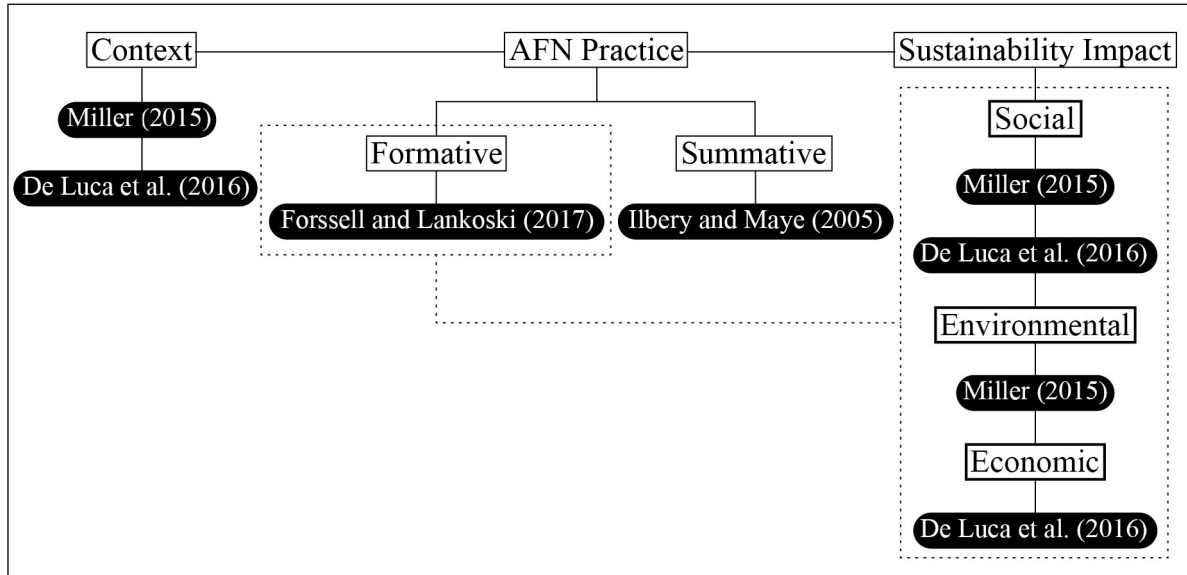 Context
AFN Practice
Sustainability Impact
Miller (2015)
De Luca et al. (2016)
Formative
Forssell and Lankoski (2017)
Summative
Ilbery and Maye (2005)
Social
Miller (2015)
De Luca et al. (2016)
Environmental
Miller (2015)
Economic
De Luca et al. (2016)